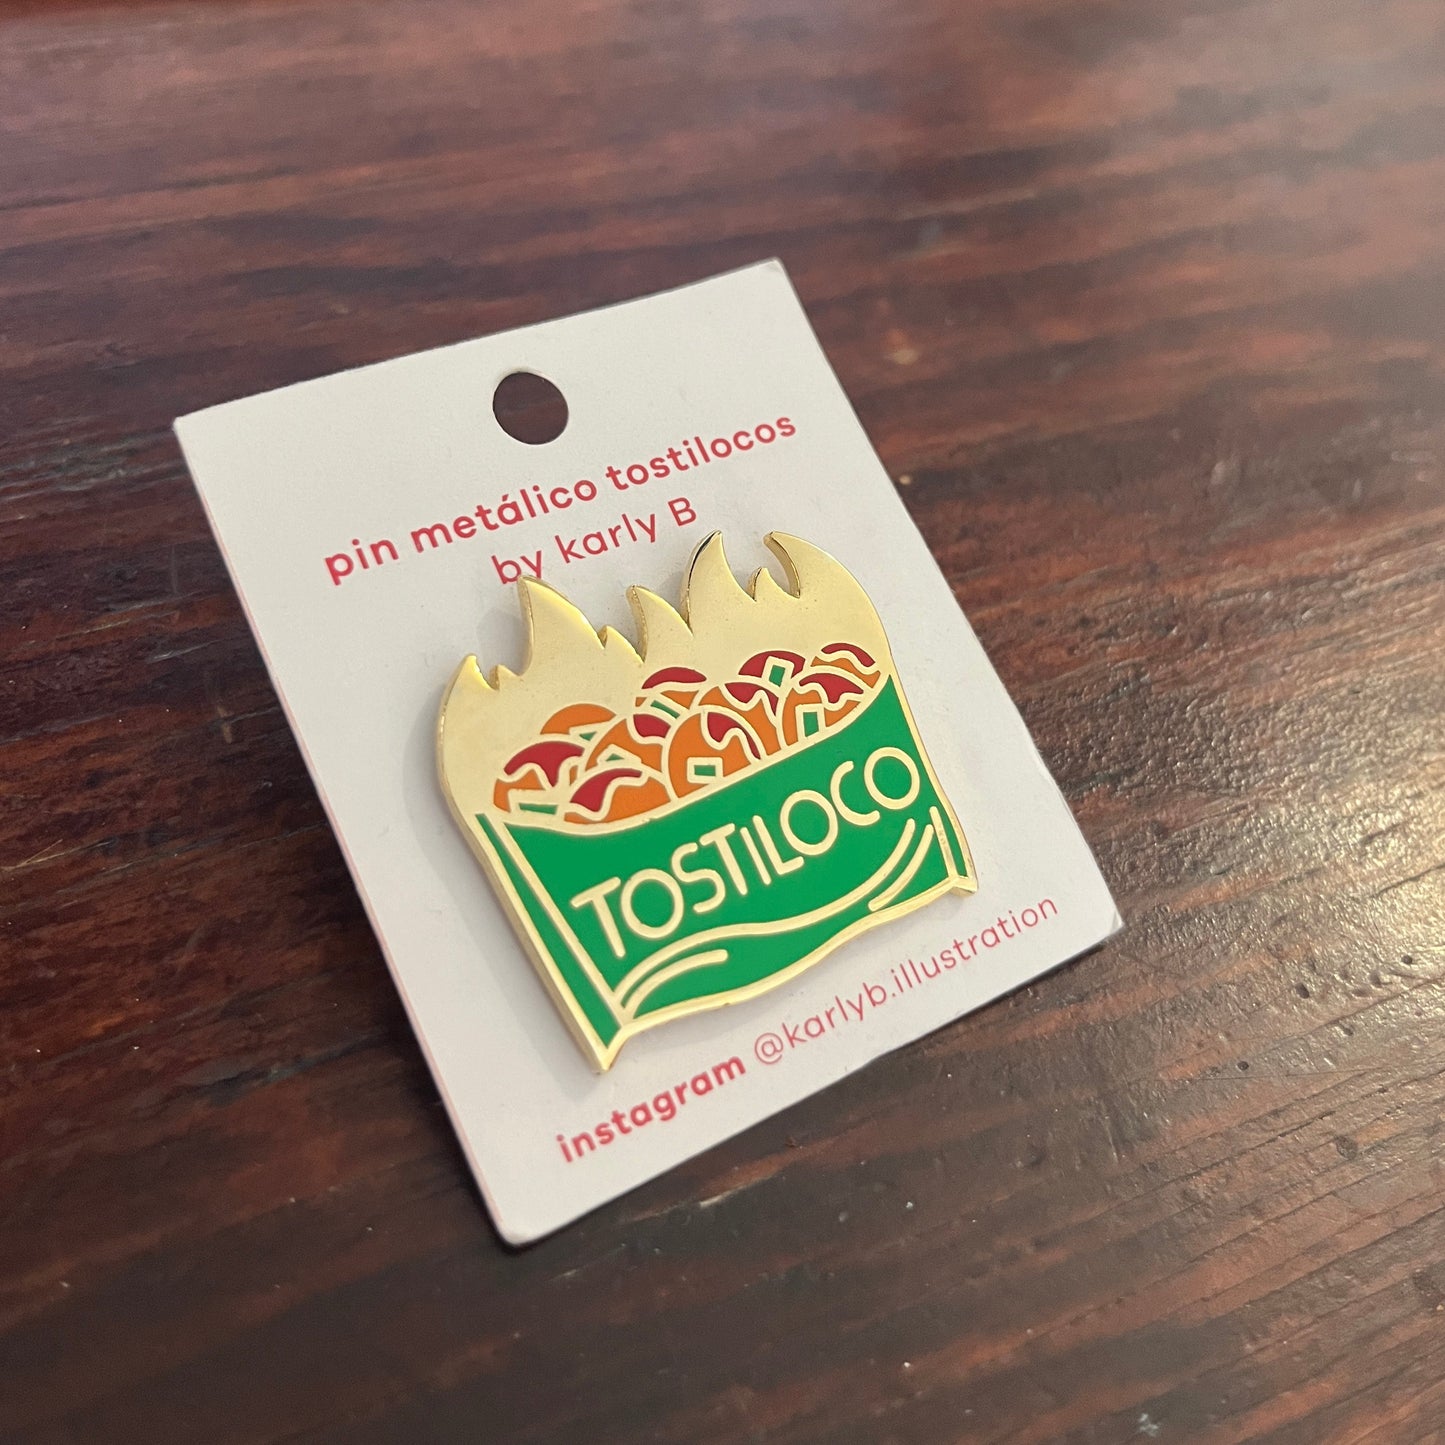 pin metálico tostilocos
by karly B
TOSTILOCO
instagram @karlyb.illustration